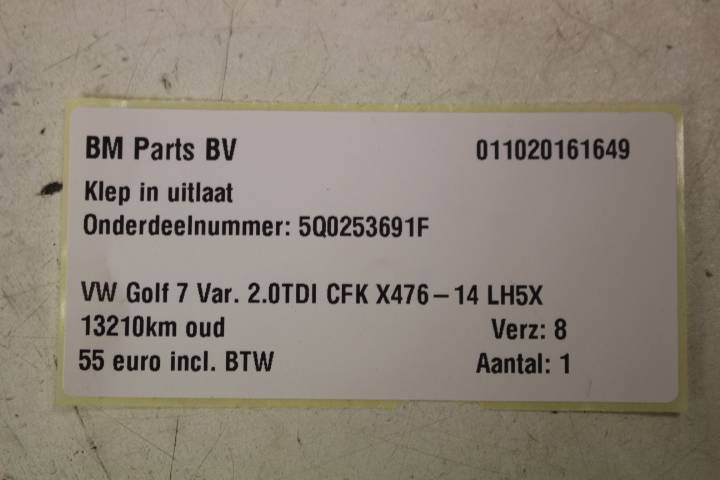 BM Parts BV 011020161649
Klep in uitlaat
Onderdeelnummer: 5Q0253691F
VW Golf 7 Var. 2.0TDI CFK X476-14 LH5X
13210km oud Verz: 8
55 euro incl. BTW Aantal: 1